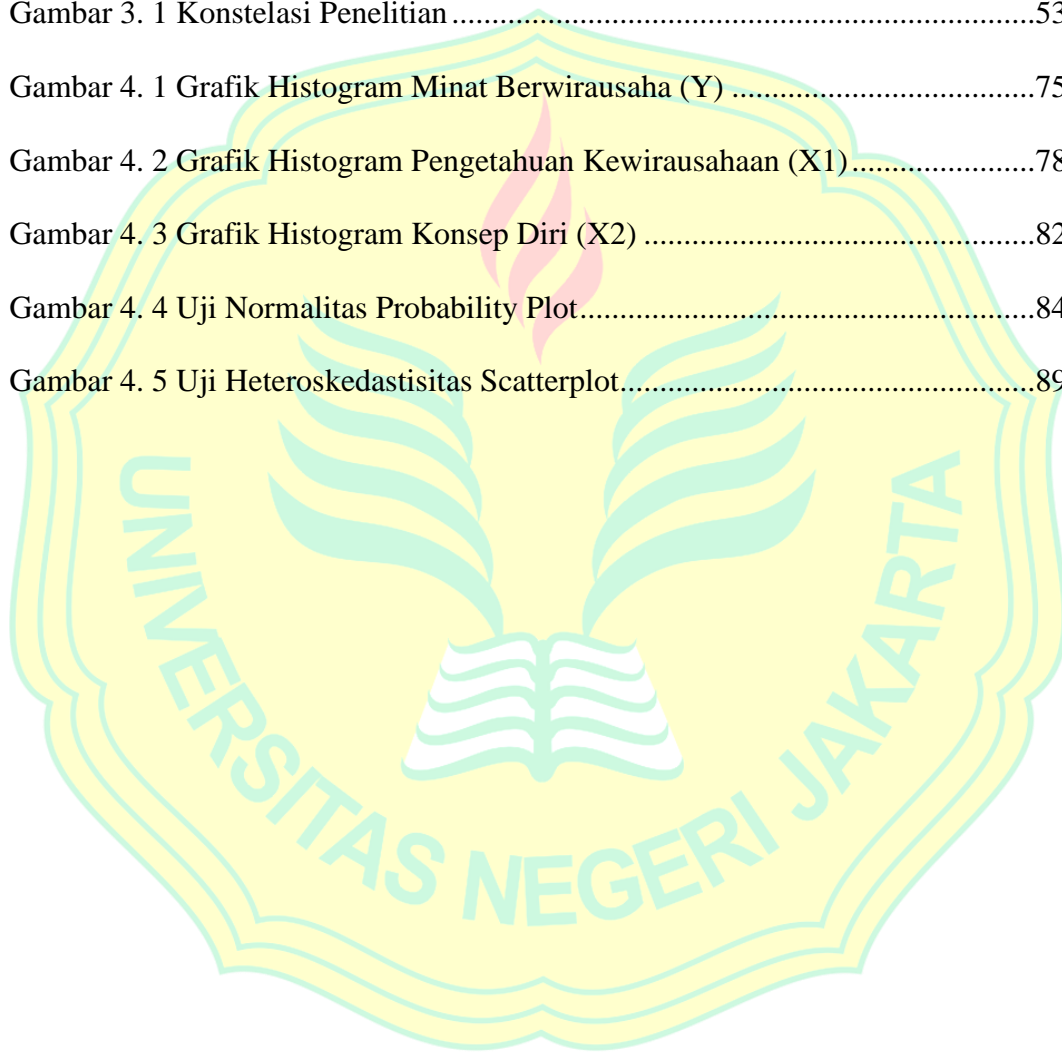 Gambar 3. 1 Konstelasi Penelitian ........................................................................53
Gambar 4. 1 Grafik Histogram Minat Berwirausaha (Y) .....................................75
Gambar 4. 2 Grafik Histogram Pengetahuan Kewirausahaan (X1)......................78
Gambar 4. 3 Grafik Histogram Konsep Diri (X2) ................................................82
Gambar 4. 4 Uji Normalitas Probability Plot........................................................84
Gambar 4. 5 Uji Heteroskedastisitas Scatterplot...................................................89
UNIVERSITAS NEGERI JAKARTA